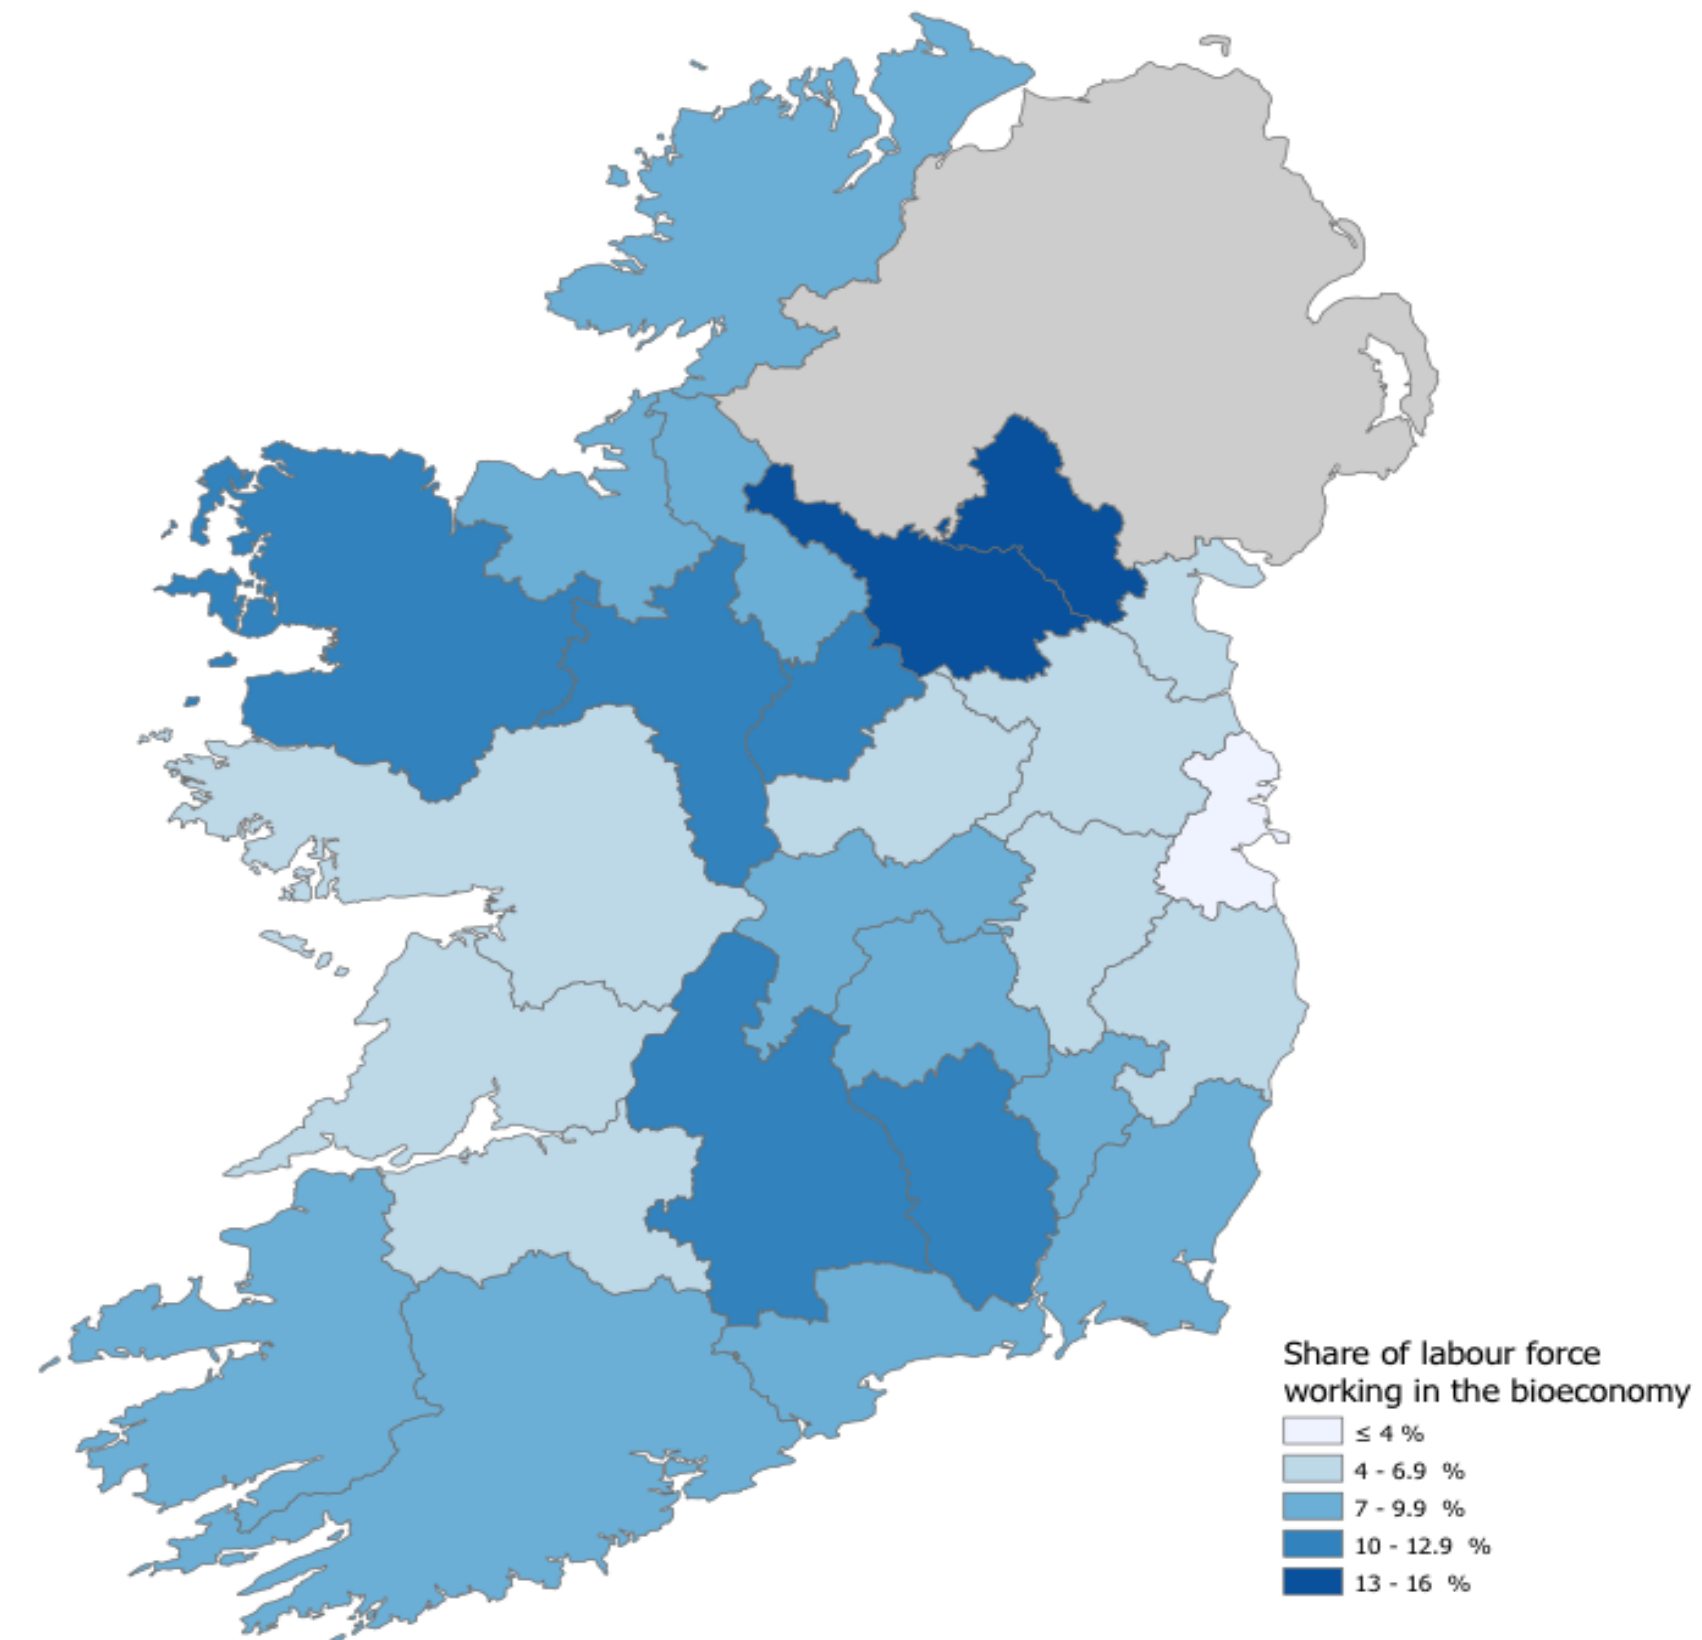 Share of labour force
working in the bioeconomy
≤ 4 %
4 - 6.9 %
7 - 9.9 %
10 - 12.9 %
13 - 16 %